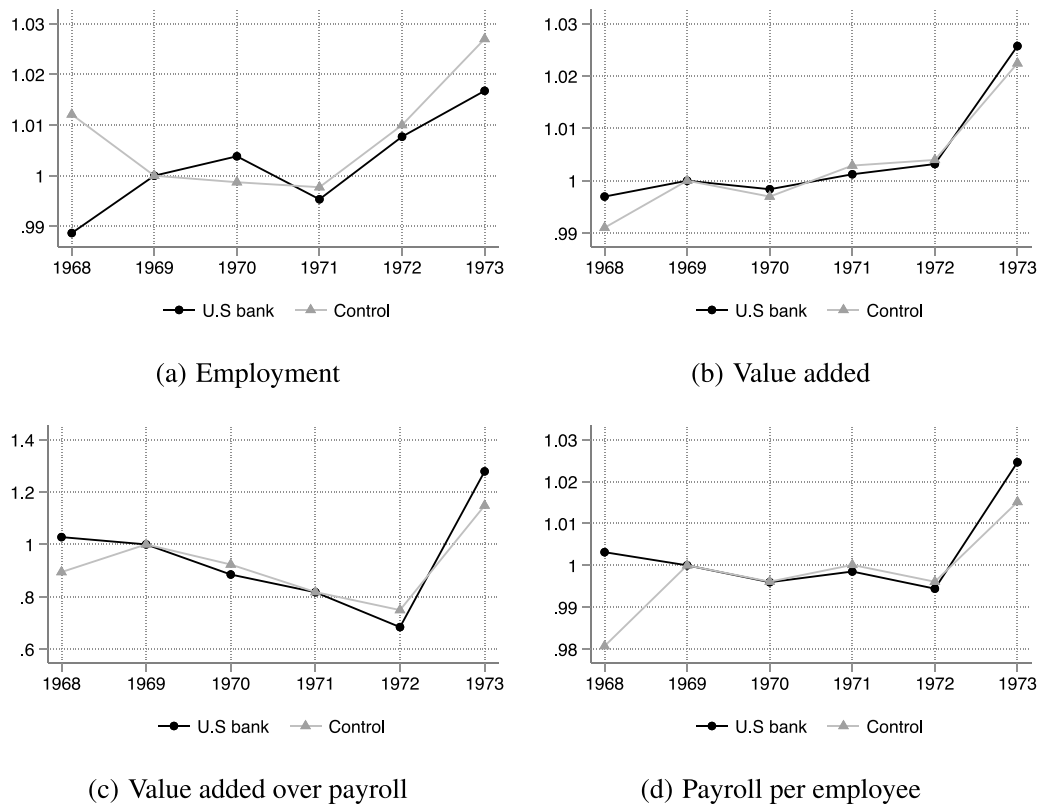 1.03
1.02
1.01
1
.99
1968 1969 1970 1971 1972 1973
U.S bank Control
(a) Employment
1.03
1.02
1.01
1
.99
1968 1969 1970 1971 1972 1973
U.S bank Control
(b) Value added
1.4
1.2
1
.8
.6
1968 1969 1970 1971 1972 1973
U.S bank Control
(c) Value added over payroll
1.03
1.02
1.01
1
.99
.98
1968 1969 1970 1971 1972 1973
U.S bank Control
(d) Payroll per employee